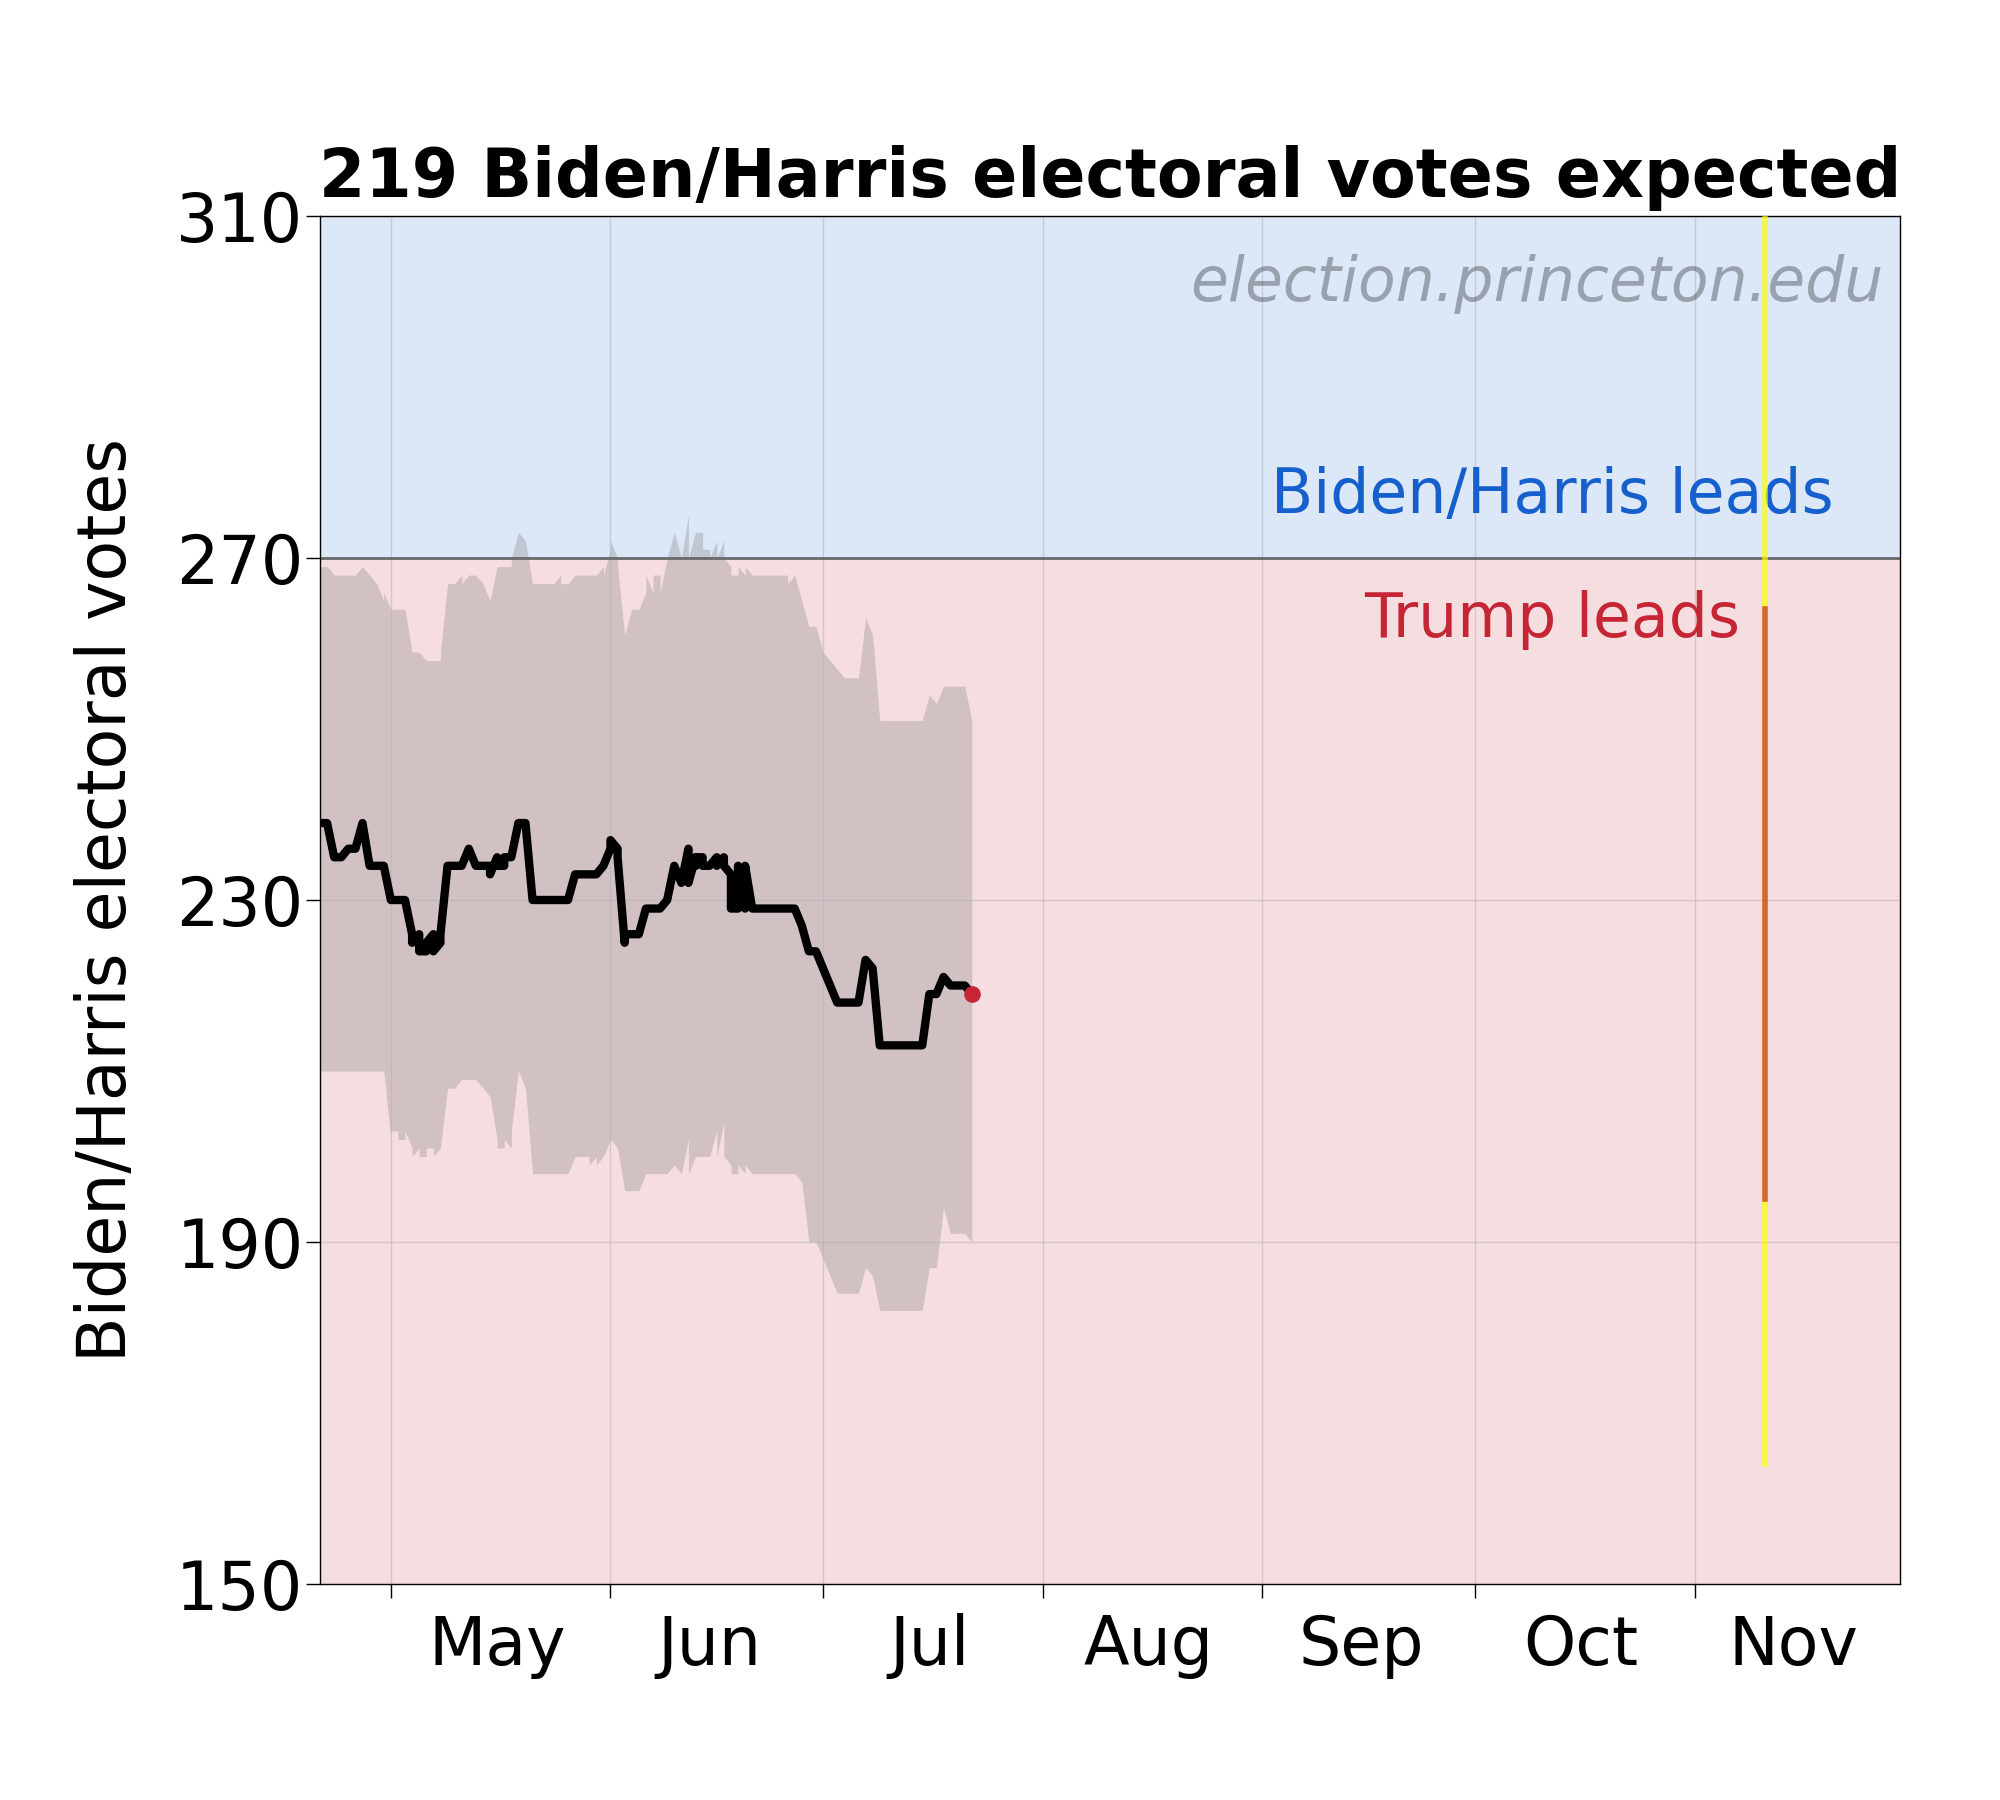 219 Biden/Harris electoral votes expected
310
election.princeton.edu
Biden/Harris leads
270
Trump leads
230
190
150
Biden/Harris electoral votes
May Jun Jul Aug Sep Oct Nov